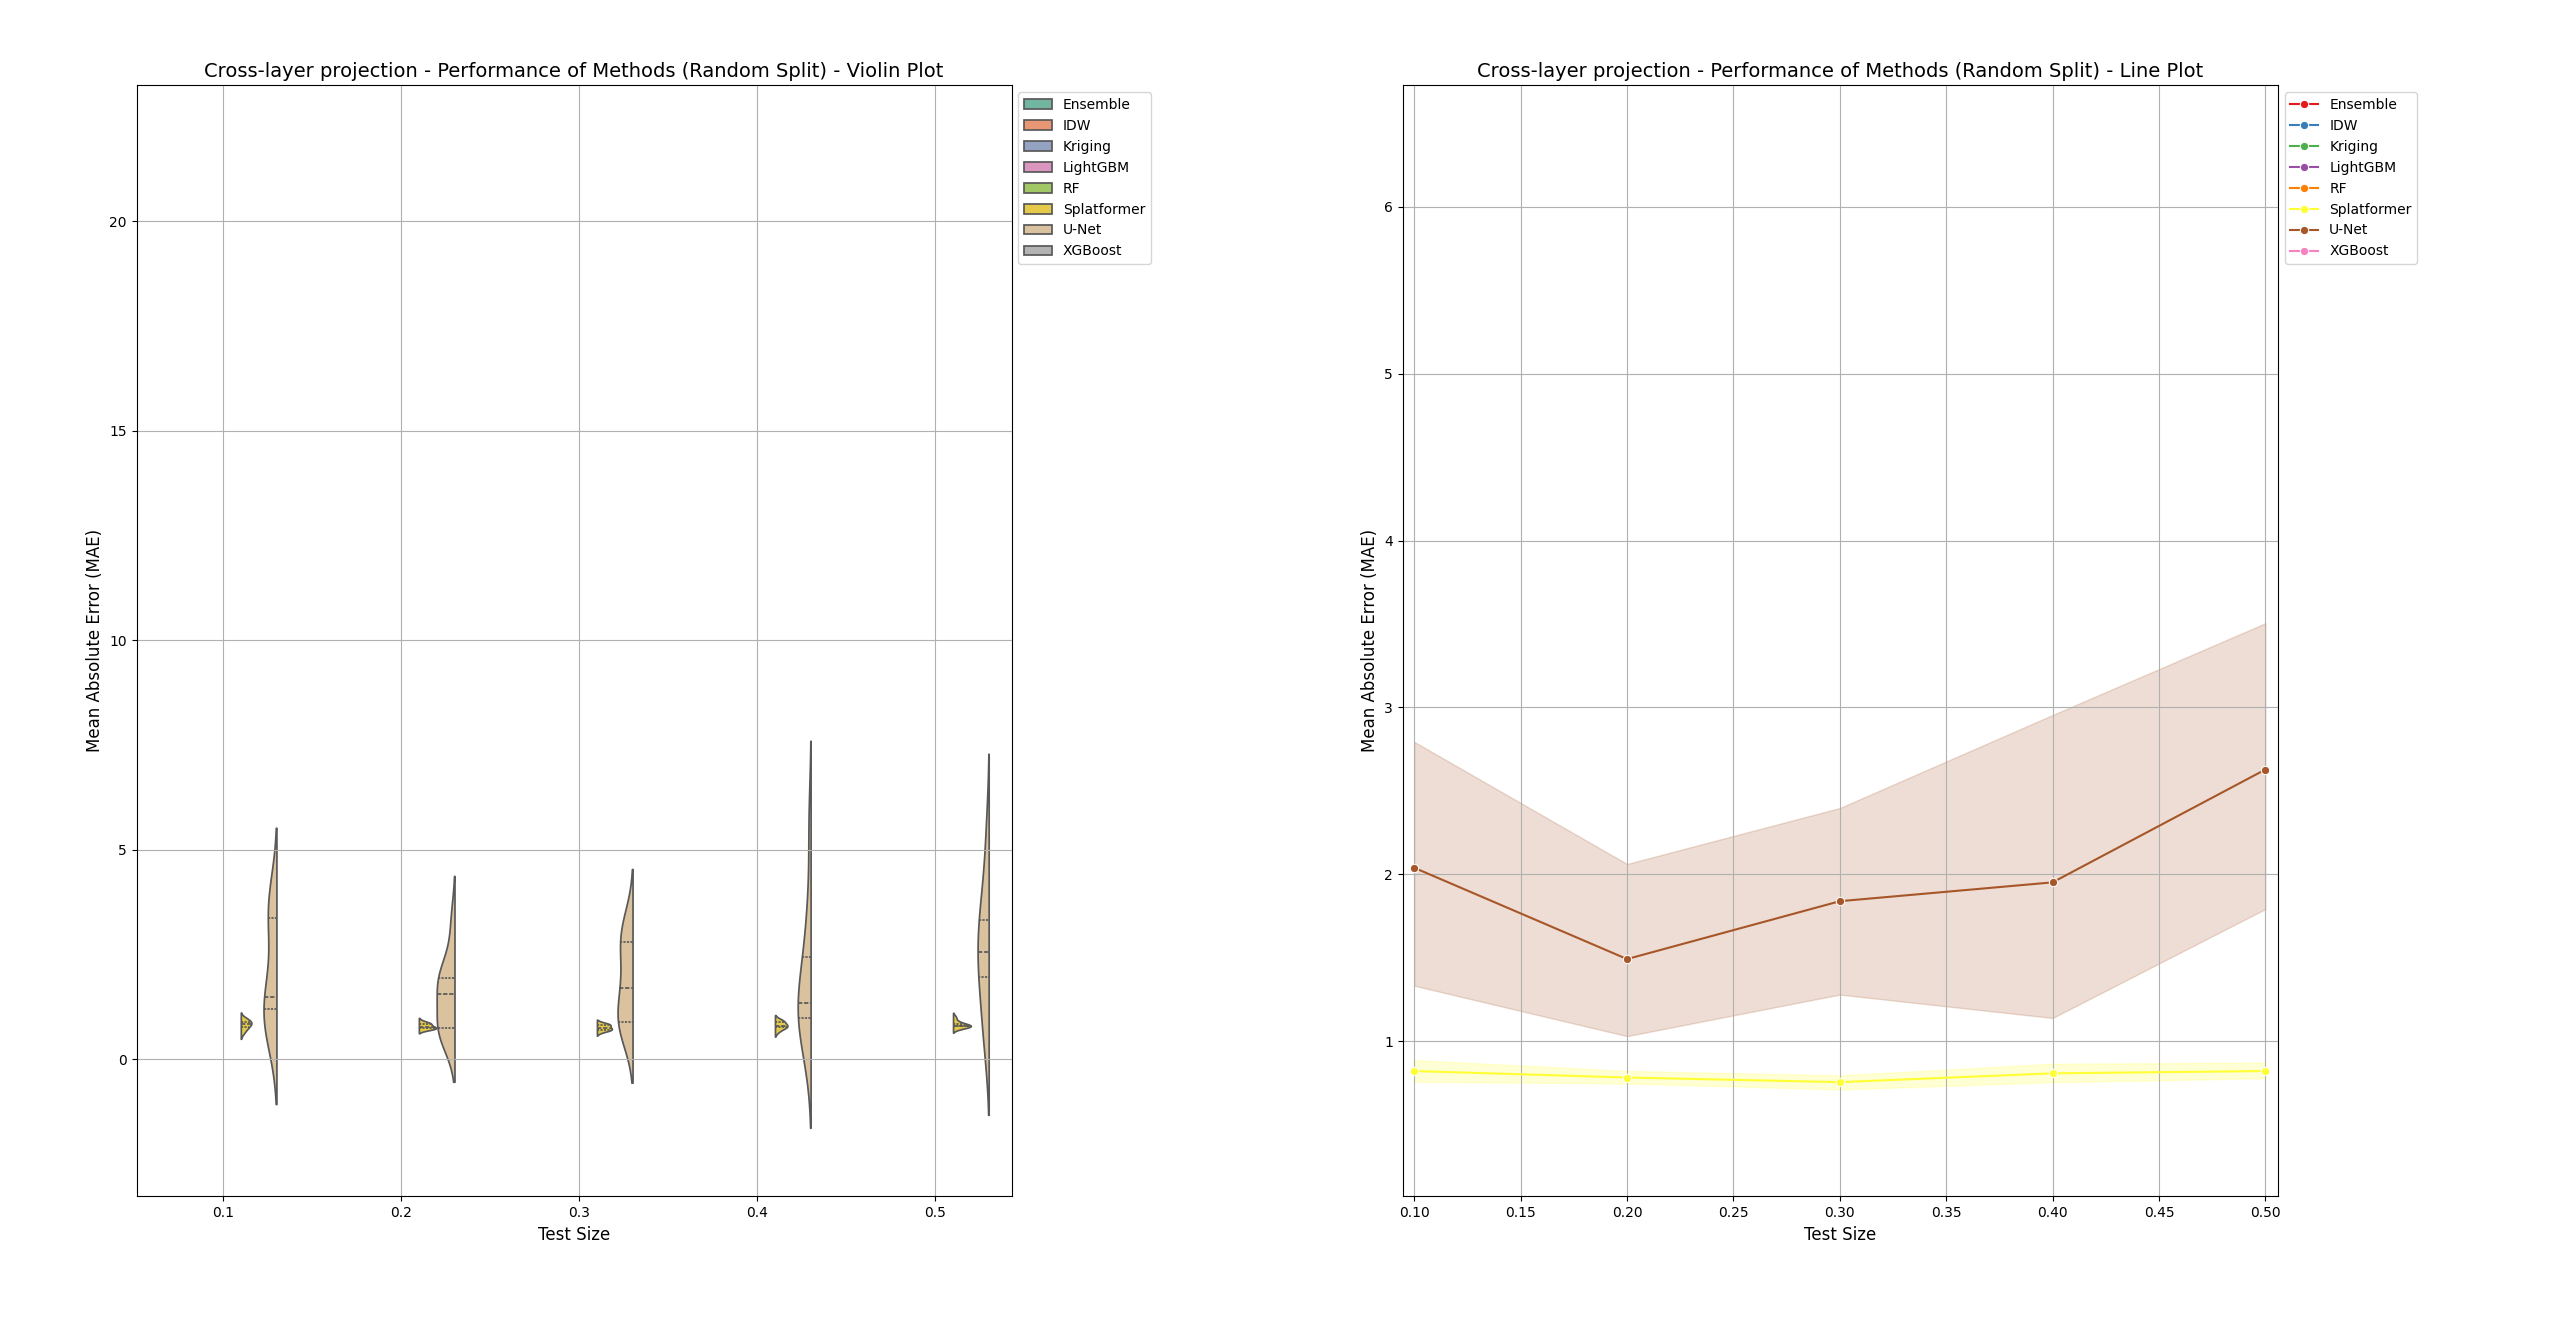 Cross-layer projection - Performance of Methods (Random Split) - Violin Plot
Mean Absolute Error (MAE)
20
15
10
5
0
0.1
0.2
0.3
0.4
0.5
Test Size
Ensemble
IDW
Kriging
LightGBM
RF
Splatformer
U-Net
XGBoost
Cross-layer projection - Performance of Methods (Random Split) - Line Plot
Mean Absolute Error (MAE)
6
5
4
3
2
1
0.10
0.15
0.20
0.25
0.30
0.35
0.40
0.45
0.50
Test Size
Ensemble
IDW
Kriging
LightGBM
RF
Splatformer
U-Net
XGBoost